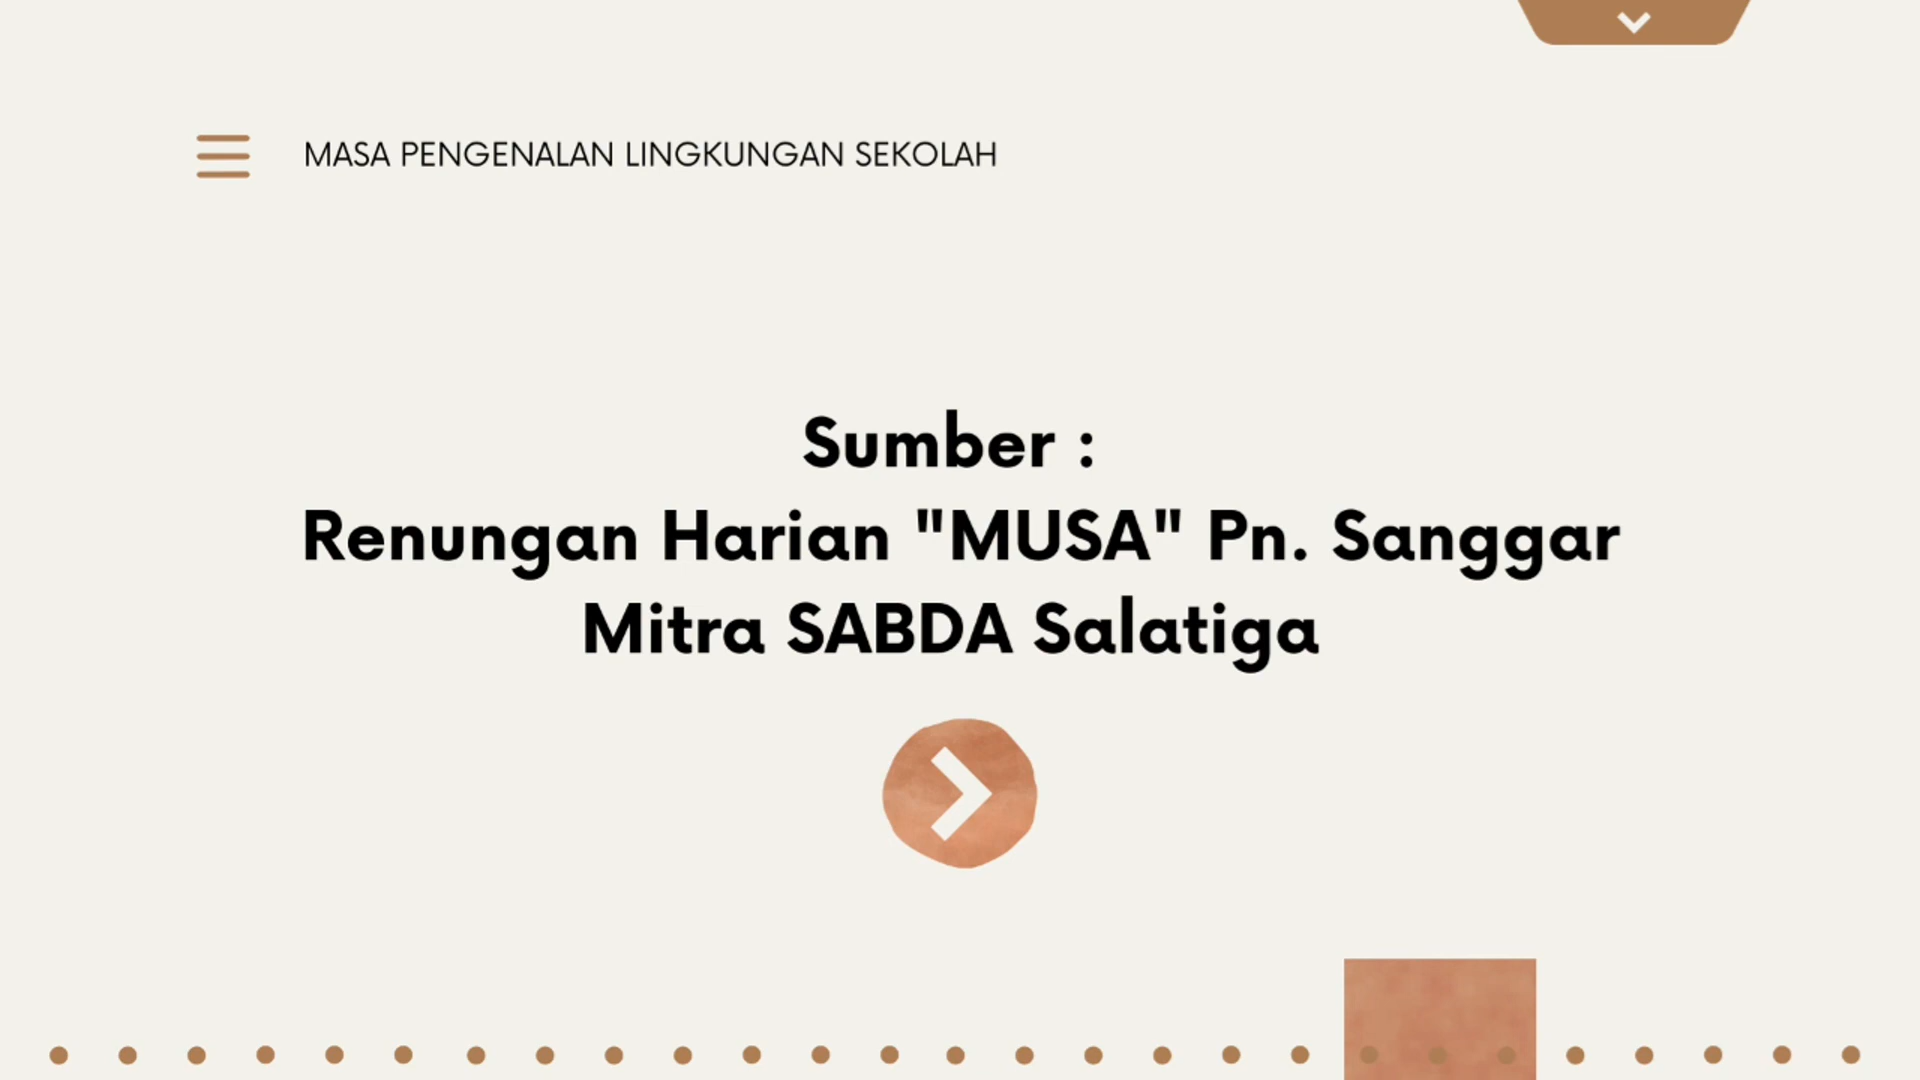 MASA PENGENALAN LINGKUNGAN SEKOLAH
Sumber :
Renungan Harian "MUSA" Pn. Sanggar
Mitra SABDA Salatiga